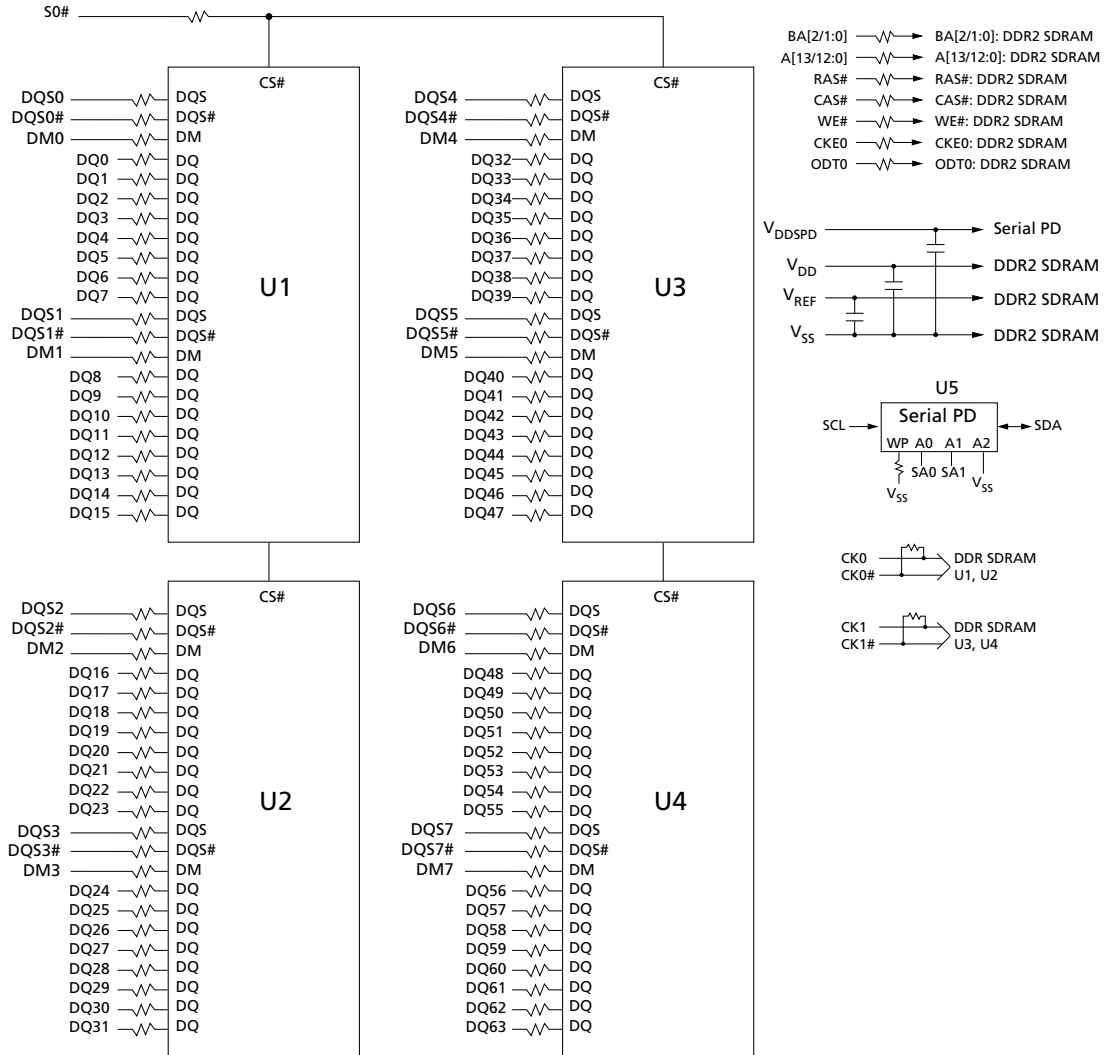 S0#
CS#
DQS0 DQS
DQS0# DQS#
DM0 DM
DQ0 DQ
DQ1 DQ
DQ2 DQ
DQ3 DQ
DQ4 DQ
DQ5 DQ
DQ6 DQ
DQ7 DQ
U1
DQS1 DQS
DQS1# DQS#
DM1 DM
DQ8 DQ
DQ9 DQ
DQ10 DQ
DQ11 DQ
DQ12 DQ
DQ13 DQ
DQ14 DQ
DQ15 DQ
CS#
DQS2 DQS
DQS2# DQS#
DM2 DM
DQ16 DQ
DQ17 DQ
DQ18 DQ
DQ19 DQ
DQ20 DQ
DQ21 DQ
DQ22 DQ
DQ23 DQ
U2
DQS3 DQS
DQS3# DQS#
DM3 DM
DQ24 DQ
DQ25 DQ
DQ26 DQ
DQ27 DQ
DQ28 DQ
DQ29 DQ
DQ30 DQ
DQ31 DQ
CS#
DQS4 DQS
DQS4# DQS#
DM4 DM
DQ32 DQ
DQ33 DQ
DQ34 DQ
DQ35 DQ
DQ36 DQ
DQ37 DQ
DQ38 DQ
DQ39 DQ
U3
DQS5 DQS
DQS5# DQS#
DM5 DM
DQ40 DQ
DQ41 DQ
DQ42 DQ
DQ43 DQ
DQ44 DQ
DQ45 DQ
DQ46 DQ
DQ47 DQ
CS#
DQS6 DQS
DQS6# DQS#
DM6 DM
DQ48 DQ
DQ49 DQ
DQ50 DQ
DQ51 DQ
DQ52 DQ
DQ53 DQ
DQ54 DQ
DQ55 DQ
U4
DQS7 DQS
DQS7# DQS#
DM7 DM
DQ56 DQ
DQ57 DQ
DQ58 DQ
DQ59 DQ
DQ60 DQ
DQ61 DQ
DQ62 DQ
DQ63 DQ
BA[2/1:0] BA[2/1:0]: DDR2 SDRAM
A[13/12:0] A[13/12:0]: DDR2 SDRAM
RAS# RAS#: DDR2 SDRAM
CAS# CAS#: DDR2 SDRAM
WE# WE#: DDR2 SDRAM
CKE0 CKE0: DDR2 SDRAM
ODT0 ODT0: DDR2 SDRAM
VDDSPD Serial PD
VDD DDR2 SDRAM
VREF DDR2 SDRAM
VSS DDR2 SDRAM
U5
Serial PD
SCL SDA
WP A0 A1 A2
SA0 SA1
VSS VSS
CK0 DDR SDRAM
CK0# U1, U2
CK1 DDR SDRAM
CK1# U3, U4